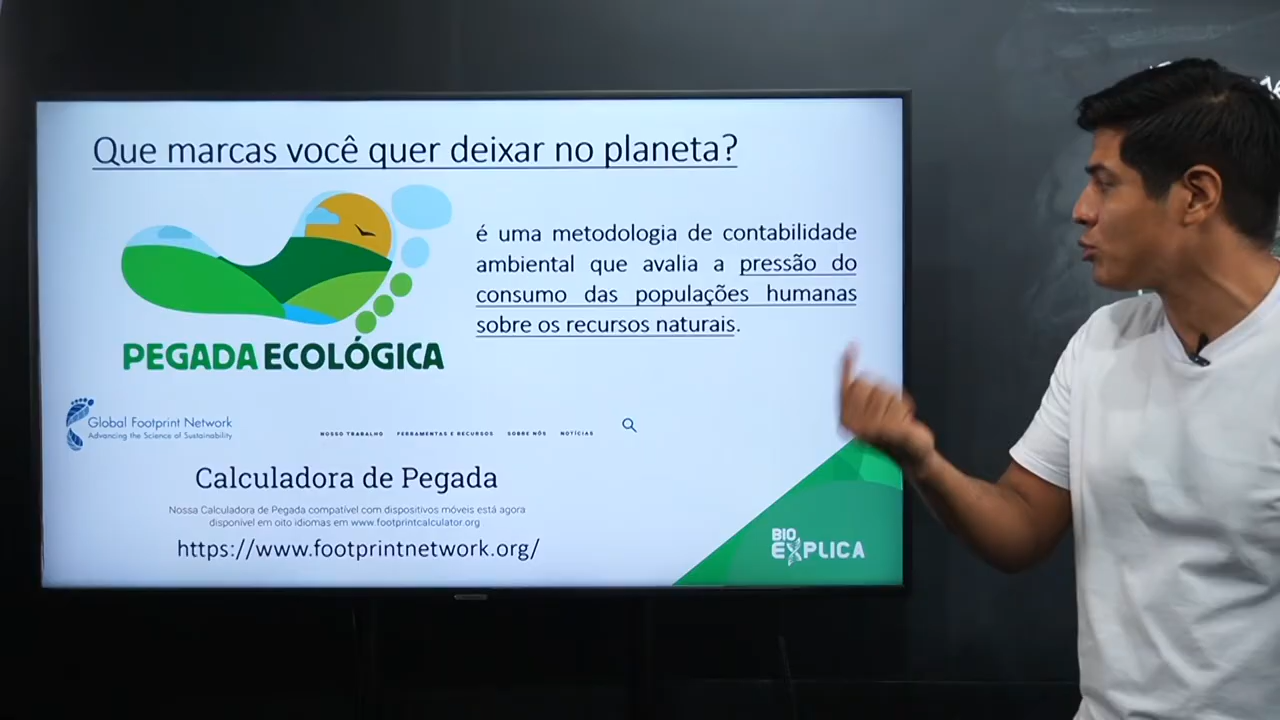 Que marcas você quer deixar no planeta?
é uma metodologia de contabilidade
ambiental que avalia a pressão do
consumo das populações humanas
sobre os recursos naturais.
PEGADA ECOLÓGICA
Global Footprint Network
Advancing the Science of Sustainability
NOSSO TRABALHO FERRAMENTAS E RECURSOS SOBRE NÓS NOTÍCIAS
Calculadora de Pegada
Nossa Calculadora de Pegada compatível com dispositivos móveis está agora
disponível em oito idiomas em www.footprintcalculator.org
https://www.footprintnetwork.org/
BIO
EXPLICA